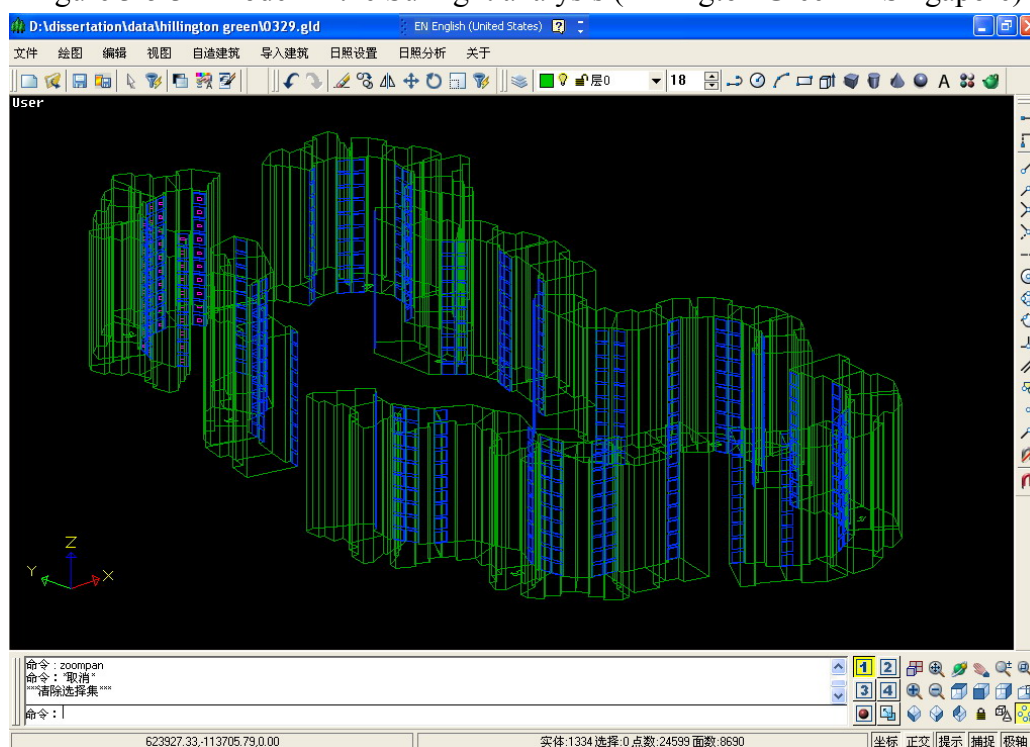 D:\dissertation\data\hillington green\0329.gld
EN English (United States)
文件 绘图 编辑 视图 自造建筑 导入建筑 日照设置 日照分析 关于
层0 18 A
User
Z
Y X
命令: zoompan
命令: *取消*
***清除选择集***
命令:
1 2
3 4
623927.33,-113705.79,0.00 实体:1334 选择:0 点数:24599 面数:8690 坐标 正交 提示 捕捉 极轴